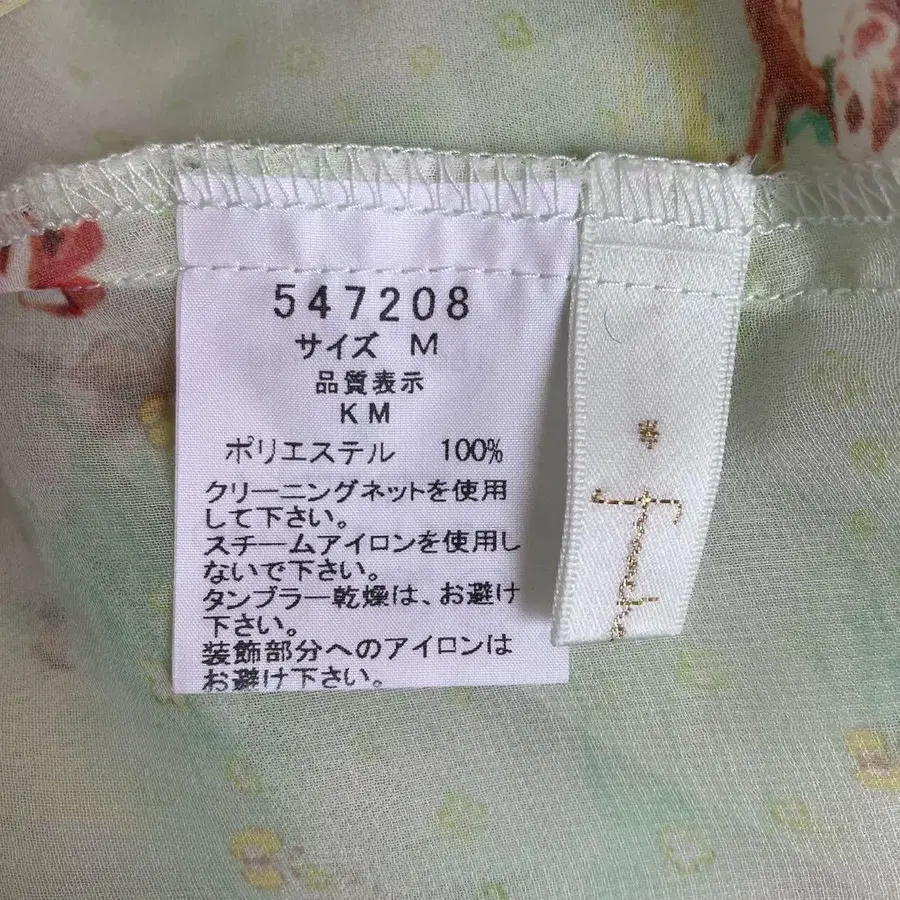 547208
サイズ M
品質表示
KM
ポリエステル 100%
クリーニングネットを使用
して下さい。
スチームアイロンを使用し
ないで下さい。
タンブラー乾燥は、お避け
下さい。
装飾部分へのアイロンは
お避け下さい。